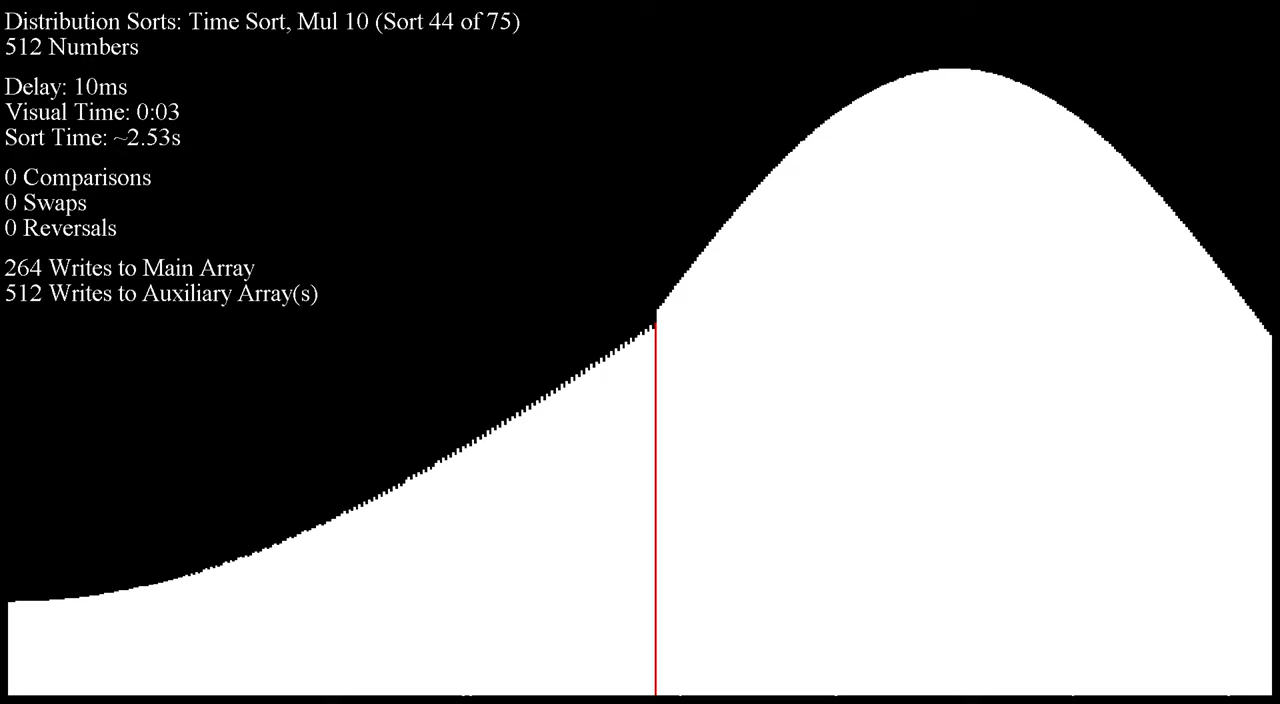 Distribution Sorts: Time Sort, Mul 10 (Sort 44 of 75)
512 Numbers
Delay: 10ms
Visual Time: 0:03
Sort Time: ~2.53s
0 Comparisons
0 Swaps
0 Reversals
264 Writes to Main Array
512 Writes to Auxiliary Array(s)